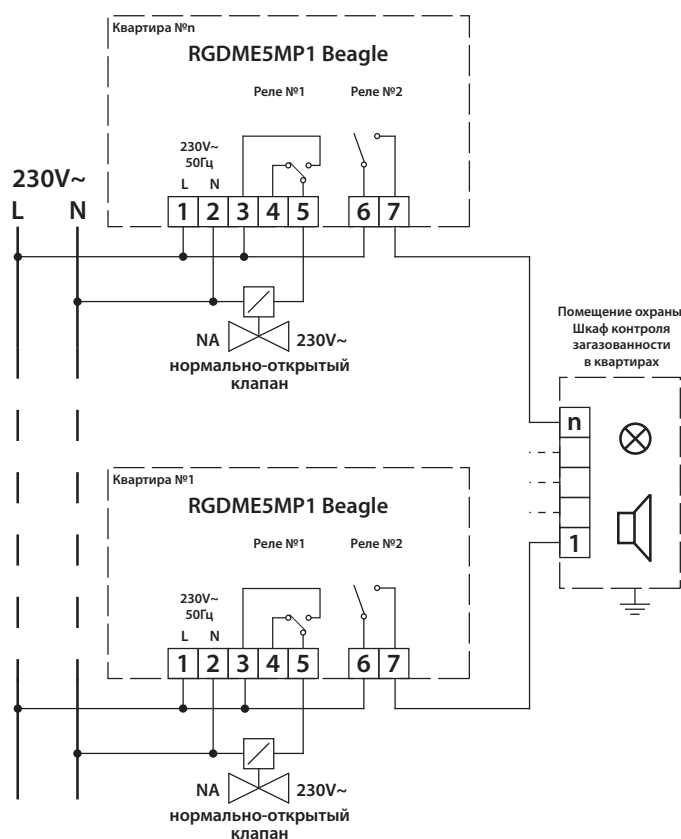 Квартира №n
RGDME5MP1 Beagle
Реле №1 Реле №2
230V~
50Гц
L N
1 2 3 4 5 6 7
230V~
L N
NA 230V~
нормально-открытый
клапан
Помещение охраны
Шкаф контроля
загазованности
в квартирах
n
1
Квартира №1
RGDME5MP1 Beagle
Реле №1 Реле №2
230V~
50Гц
L N
1 2 3 4 5 6 7
NA 230V~
нормально-открытый
клапан